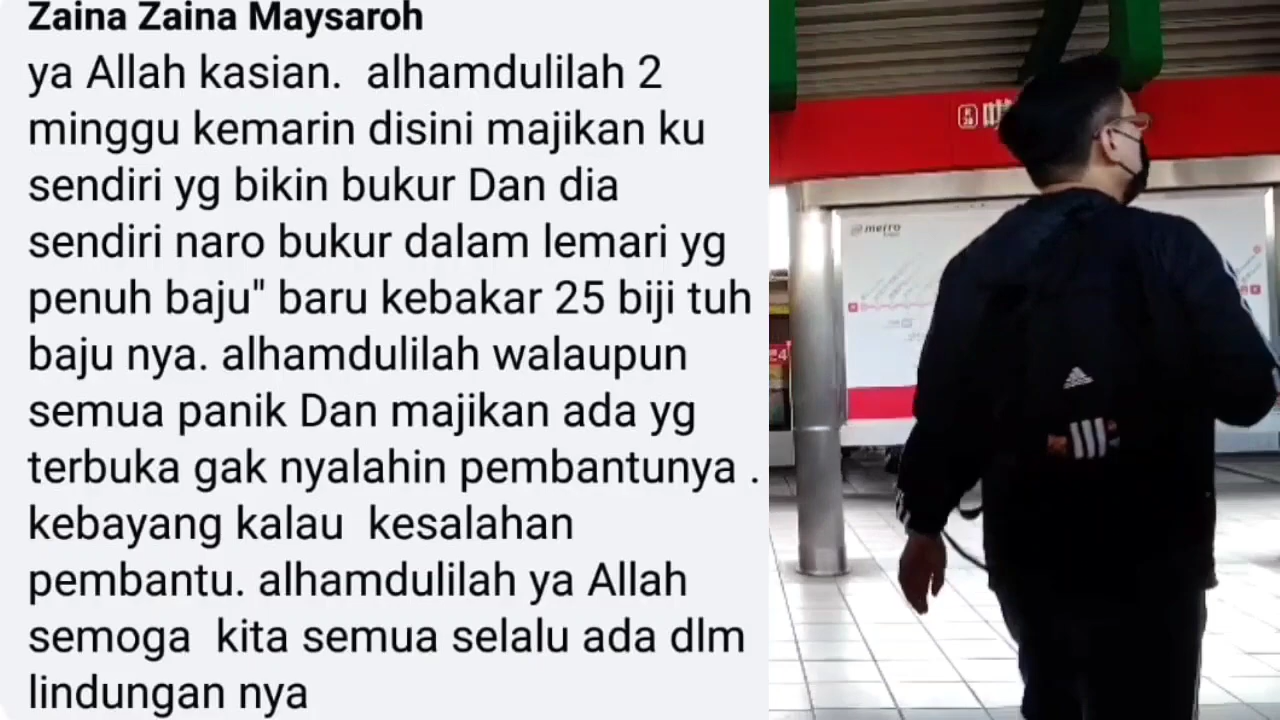 Zaina Zaina Maysaroh
ya Allah kasian. alhamdulilah 2
minggu kemarin disini majikan ku
sendiri yg bikin bukur Dan dia
sendiri naro bukur dalam lemari yg
penuh baju" baru kebakar 25 biji tuh
baju nya. alhamdulilah walaupun
semua panik Dan majikan ada yg
terbuka gak nyalahin pembantunya .
kebayang kalau kesalahan
pembantu. alhamdulilah ya Allah
semoga kita semua selalu ada dlm
lindungan nya
metro